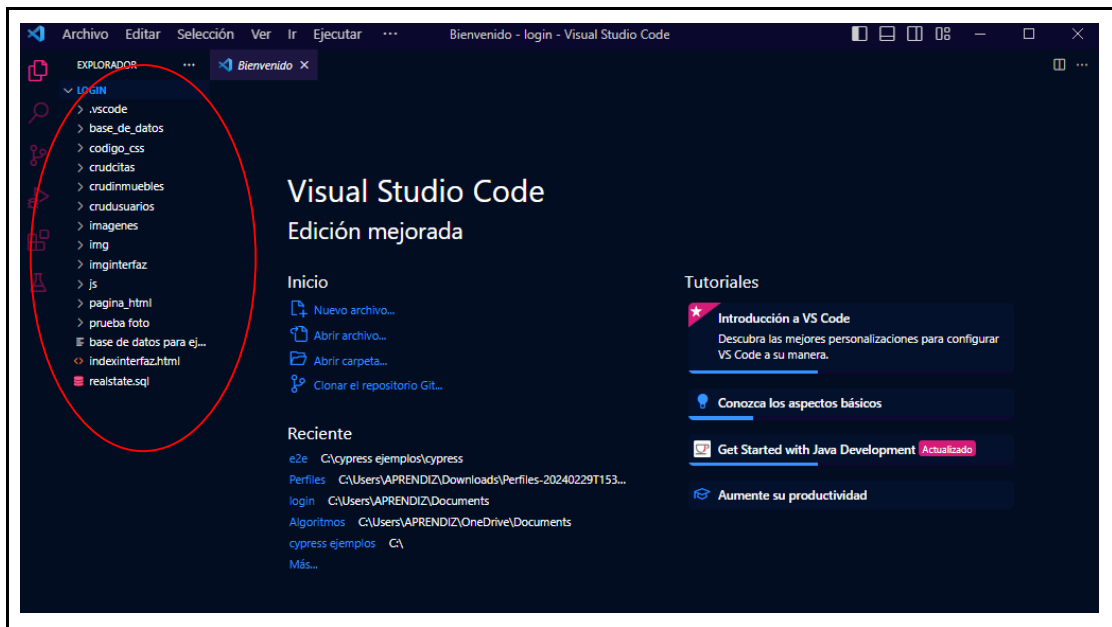 Archivo Editar Selección Ver Ir Ejecutar ··· Bienvenido - login - Visual Studio Code
EXPLORADOR ··· Bienvenido
LOGIN
.vscode
base_de_datos
codigo_css
crudcitas
crudinmuebles
crudusuarios
imagenes
img
imginterfaz
js
pagina_html
prueba foto
base de datos para ej...
indexinterfaz.html
realstate.sql
Visual Studio Code
Edición mejorada
Inicio
Nuevo archivo...
Abrir archivo...
Abrir carpeta...
Clonar el repositorio Git...
Reciente
e2e C:\cypress ejemplos\cypress
Perfiles C:\Users\APRENDIZ\Downloads\Perfiles-20240229T153...
login C:\Users\APRENDIZ\Documents
Algoritmos C:\Users\APRENDIZ\OneDrive\Documents
cypress ejemplos C:\
Más...
Tutoriales
Introducción a VS Code
Descubra las mejores personalizaciones para configurar
VS Code a su manera.
Conozca los aspectos básicos
Get Started with Java Development Actualizado
Aumente su productividad